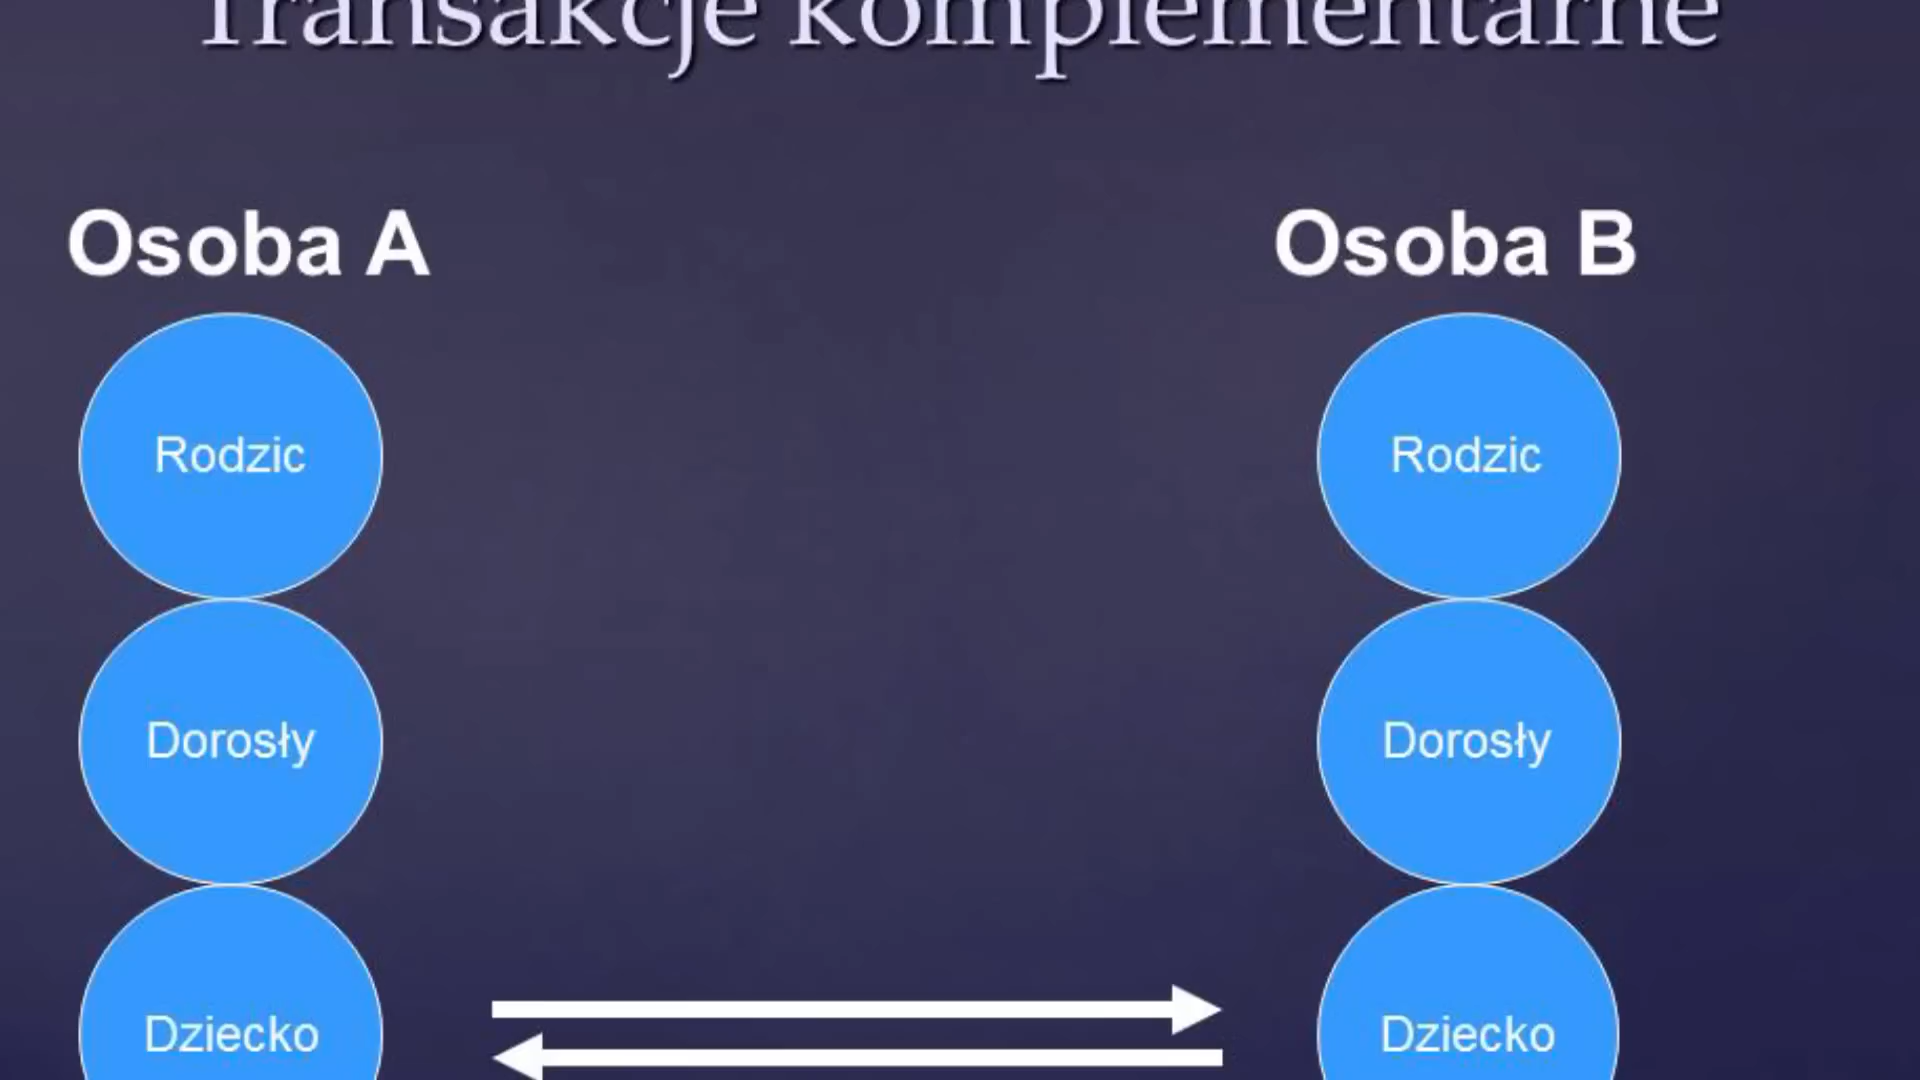 Transakcje komplementarne
Osoba A
Osoba B
Rodzic
Rodzic
Dorosły
Dorosły
Dziecko
Dziecko